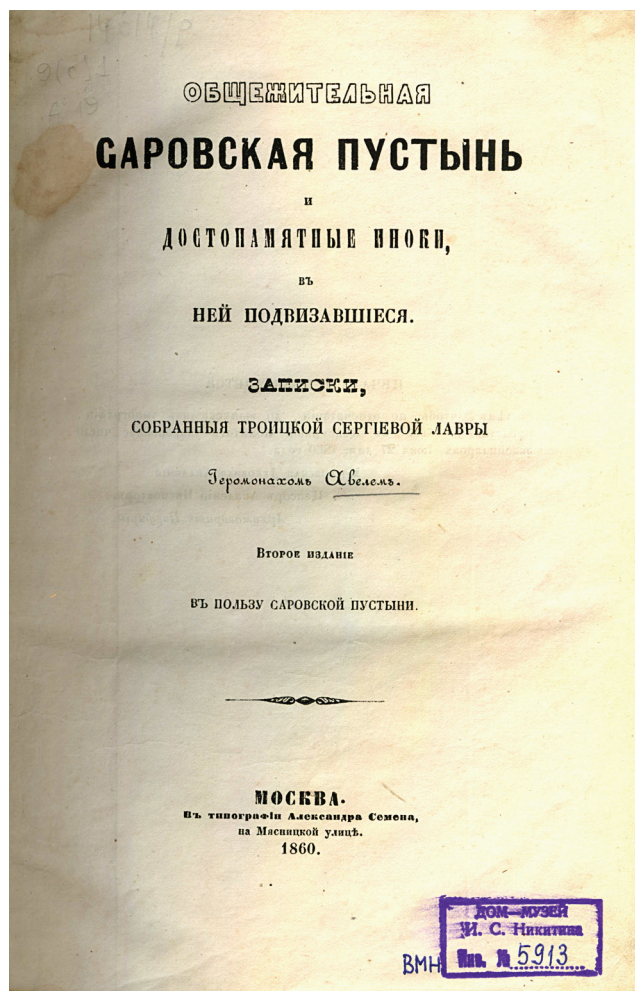 ОБЩЕЖИТЕЛЬНАЯ
САРОВСКАЯ ПУСТЫНЬ
И
ДОСТОПАМЯТНЫЕ ИНОКИ,
ВЪ
НЕЙ ПОДВИЗАВШІЕСЯ.
ЗАПИСКИ,
СОБРАННЫЯ ТРОИЦКОЙ СЕРГІЕВОЙ ЛАВРЫ
Іеромонахомъ Авелемъ.
Второе изданіе
ВЪ ПОЛЬЗУ САРОВСКОЙ ПУСТЫНИ.
МОСКВА.
Въ типографіи Александра Семена,
на Мясницкой улицѣ.
1860.
ДОМ—МУЗЕЙ
И. С. Никитина
ВМН Инв. № 5913